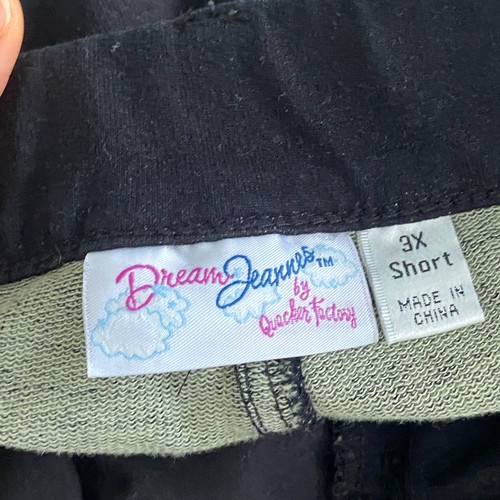 Dream Jeannes™
by
Quacker Factory
3X
Short
MADE IN
CHINA